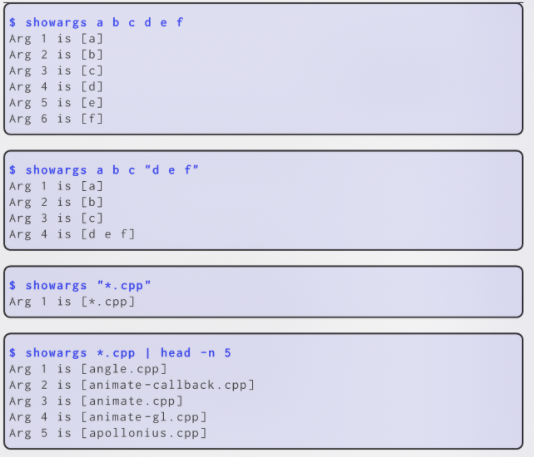 $ showargs a b c d e f
Arg 1 is [a]
Arg 2 is [b]
Arg 3 is [c]
Arg 4 is [d]
Arg 5 is [e]
Arg 6 is [f]
$ showargs a b c "d e f"
Arg 1 is [a]
Arg 2 is [b]
Arg 3 is [c]
Arg 4 is [d e f]
$ showargs "*.cpp"
Arg 1 is [*.cpp]
$ showargs *.cpp | head -n 5
Arg 1 is [angle.cpp]
Arg 2 is [animate-callback.cpp]
Arg 3 is [animate.cpp]
Arg 4 is [animate-gl.cpp]
Arg 5 is [apollonius.cpp]